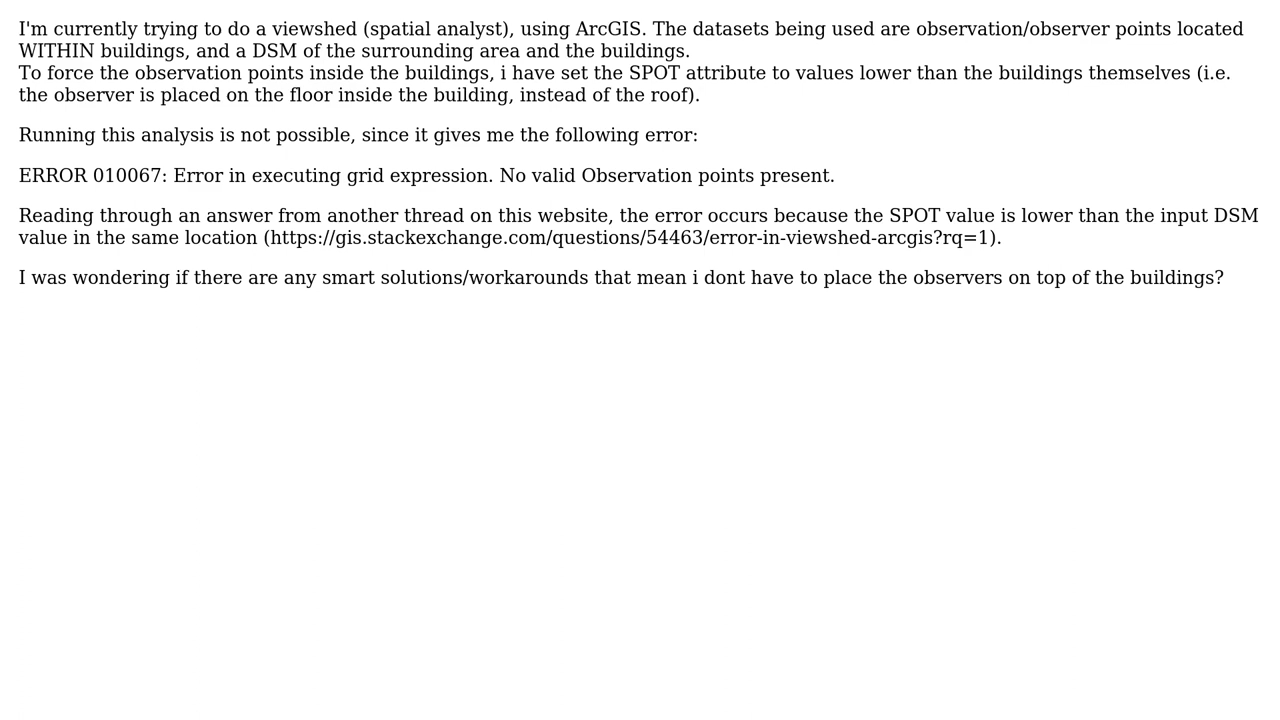 I'm currently trying to do a viewshed (spatial analyst), using ArcGIS. The datasets being used are observation/observer points located
WITHIN buildings, and a DSM of the surrounding area and the buildings.
To force the observation points inside the buildings, i have set the SPOT attribute to values lower than the buildings themselves (i.e.
the observer is placed on the floor inside the building, instead of the roof).
Running this analysis is not possible, since it gives me the following error:
ERROR 010067: Error in executing grid expression. No valid Observation points present.
Reading through an answer from another thread on this website, the error occurs because the SPOT value is lower than the input DSM
value in the same location (https://gis.stackexchange.com/questions/54463/error-in-viewshed-arcgis?rq=1).
I was wondering if there are any smart solutions/workarounds that mean i dont have to place the observers on top of the buildings?